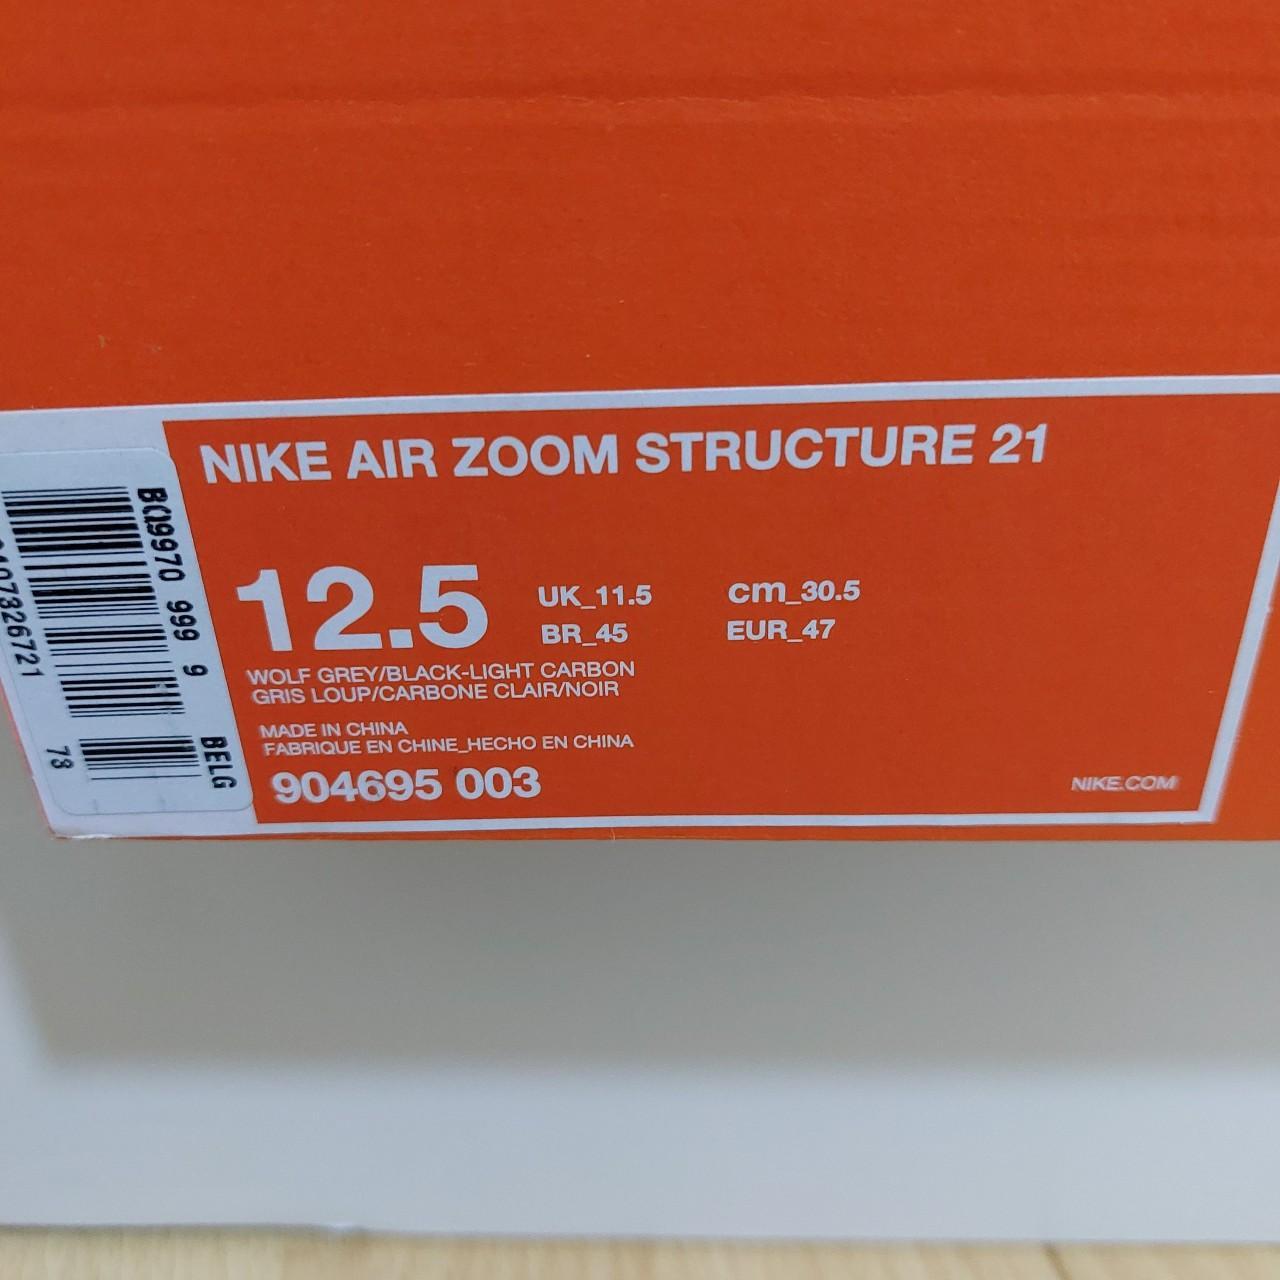 NIKE AIR ZOOM STRUCTURE 21
12.5
UK_11.5 cm_30.5
BR_45 EUR_47
WOLF GREY/BLACK-LIGHT CARBON
GRIS LOUP/CARBONE CLAIR/NOIR
MADE IN CHINA
FABRIQUE EN CHINE_HECHO EN CHINA
904695 003
NIKE.COM
999 9
BELG
78